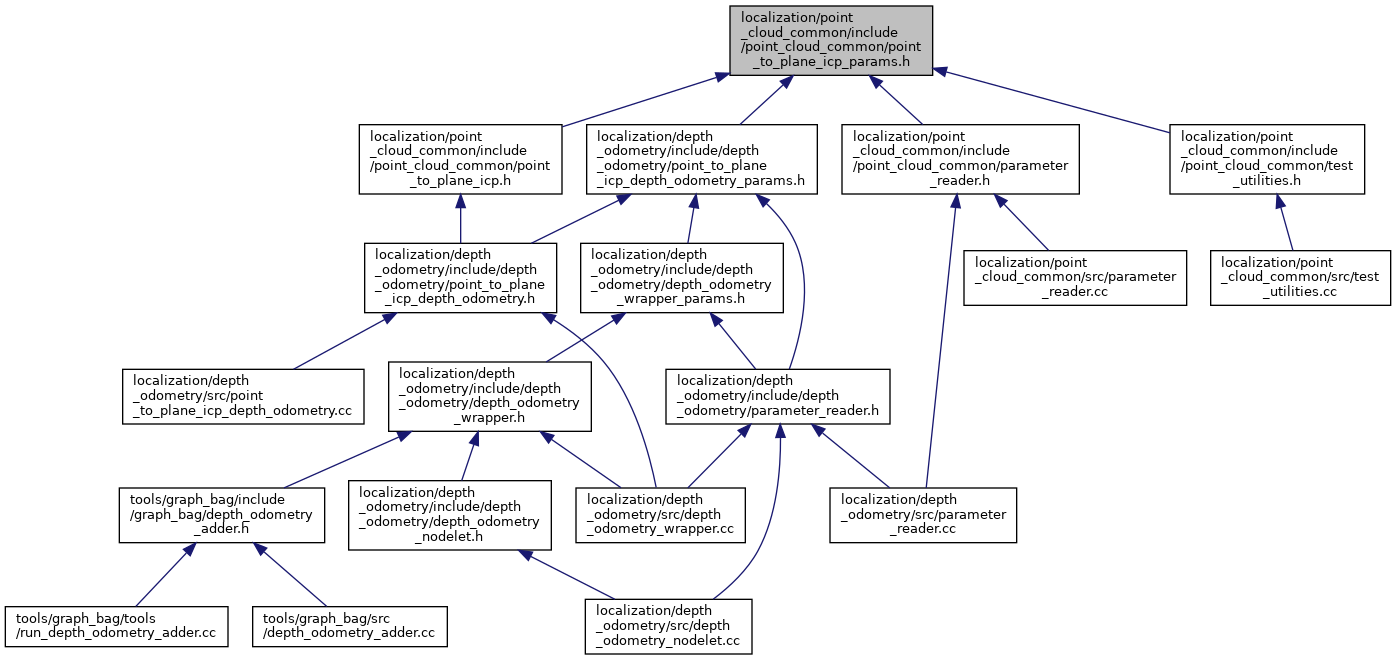 localization/point
_cloud_common/include
/point_cloud_common/point
_to_plane_icp_params.h
localization/point
_cloud_common/include
/point_cloud_common/point
_to_plane_icp.h
localization/depth
_odometry/include/depth
_odometry/point_to_plane
_icp_depth_odometry_params.h
localization/point
_cloud_common/include
/point_cloud_common/parameter
_reader.h
localization/point
_cloud_common/include
/point_cloud_common/test
_utilities.h
localization/depth
_odometry/include/depth
_odometry/point_to_plane
_icp_depth_odometry.h
localization/depth
_odometry/include/depth
_odometry/depth_odometry
_wrapper_params.h
localization/point
_cloud_common/src/parameter
_reader.cc
localization/point
_cloud_common/src/test
_utilities.cc
localization/depth
_odometry/src/point
_to_plane_icp_depth_odometry.cc
localization/depth
_odometry/include/depth
_odometry/depth_odometry
_wrapper.h
localization/depth
_odometry/include/depth
_odometry/parameter_reader.h
tools/graph_bag/include
/graph_bag/depth_odometry
_adder.h
localization/depth
_odometry/include/depth
_odometry/depth_odometry
_nodelet.h
localization/depth
_odometry/src/depth
_odometry_wrapper.cc
localization/depth
_odometry/src/parameter
_reader.cc
tools/graph_bag/tools
/run_depth_odometry_adder.cc
tools/graph_bag/src
/depth_odometry_adder.cc
localization/depth
_odometry/src/depth
_odometry_nodelet.cc